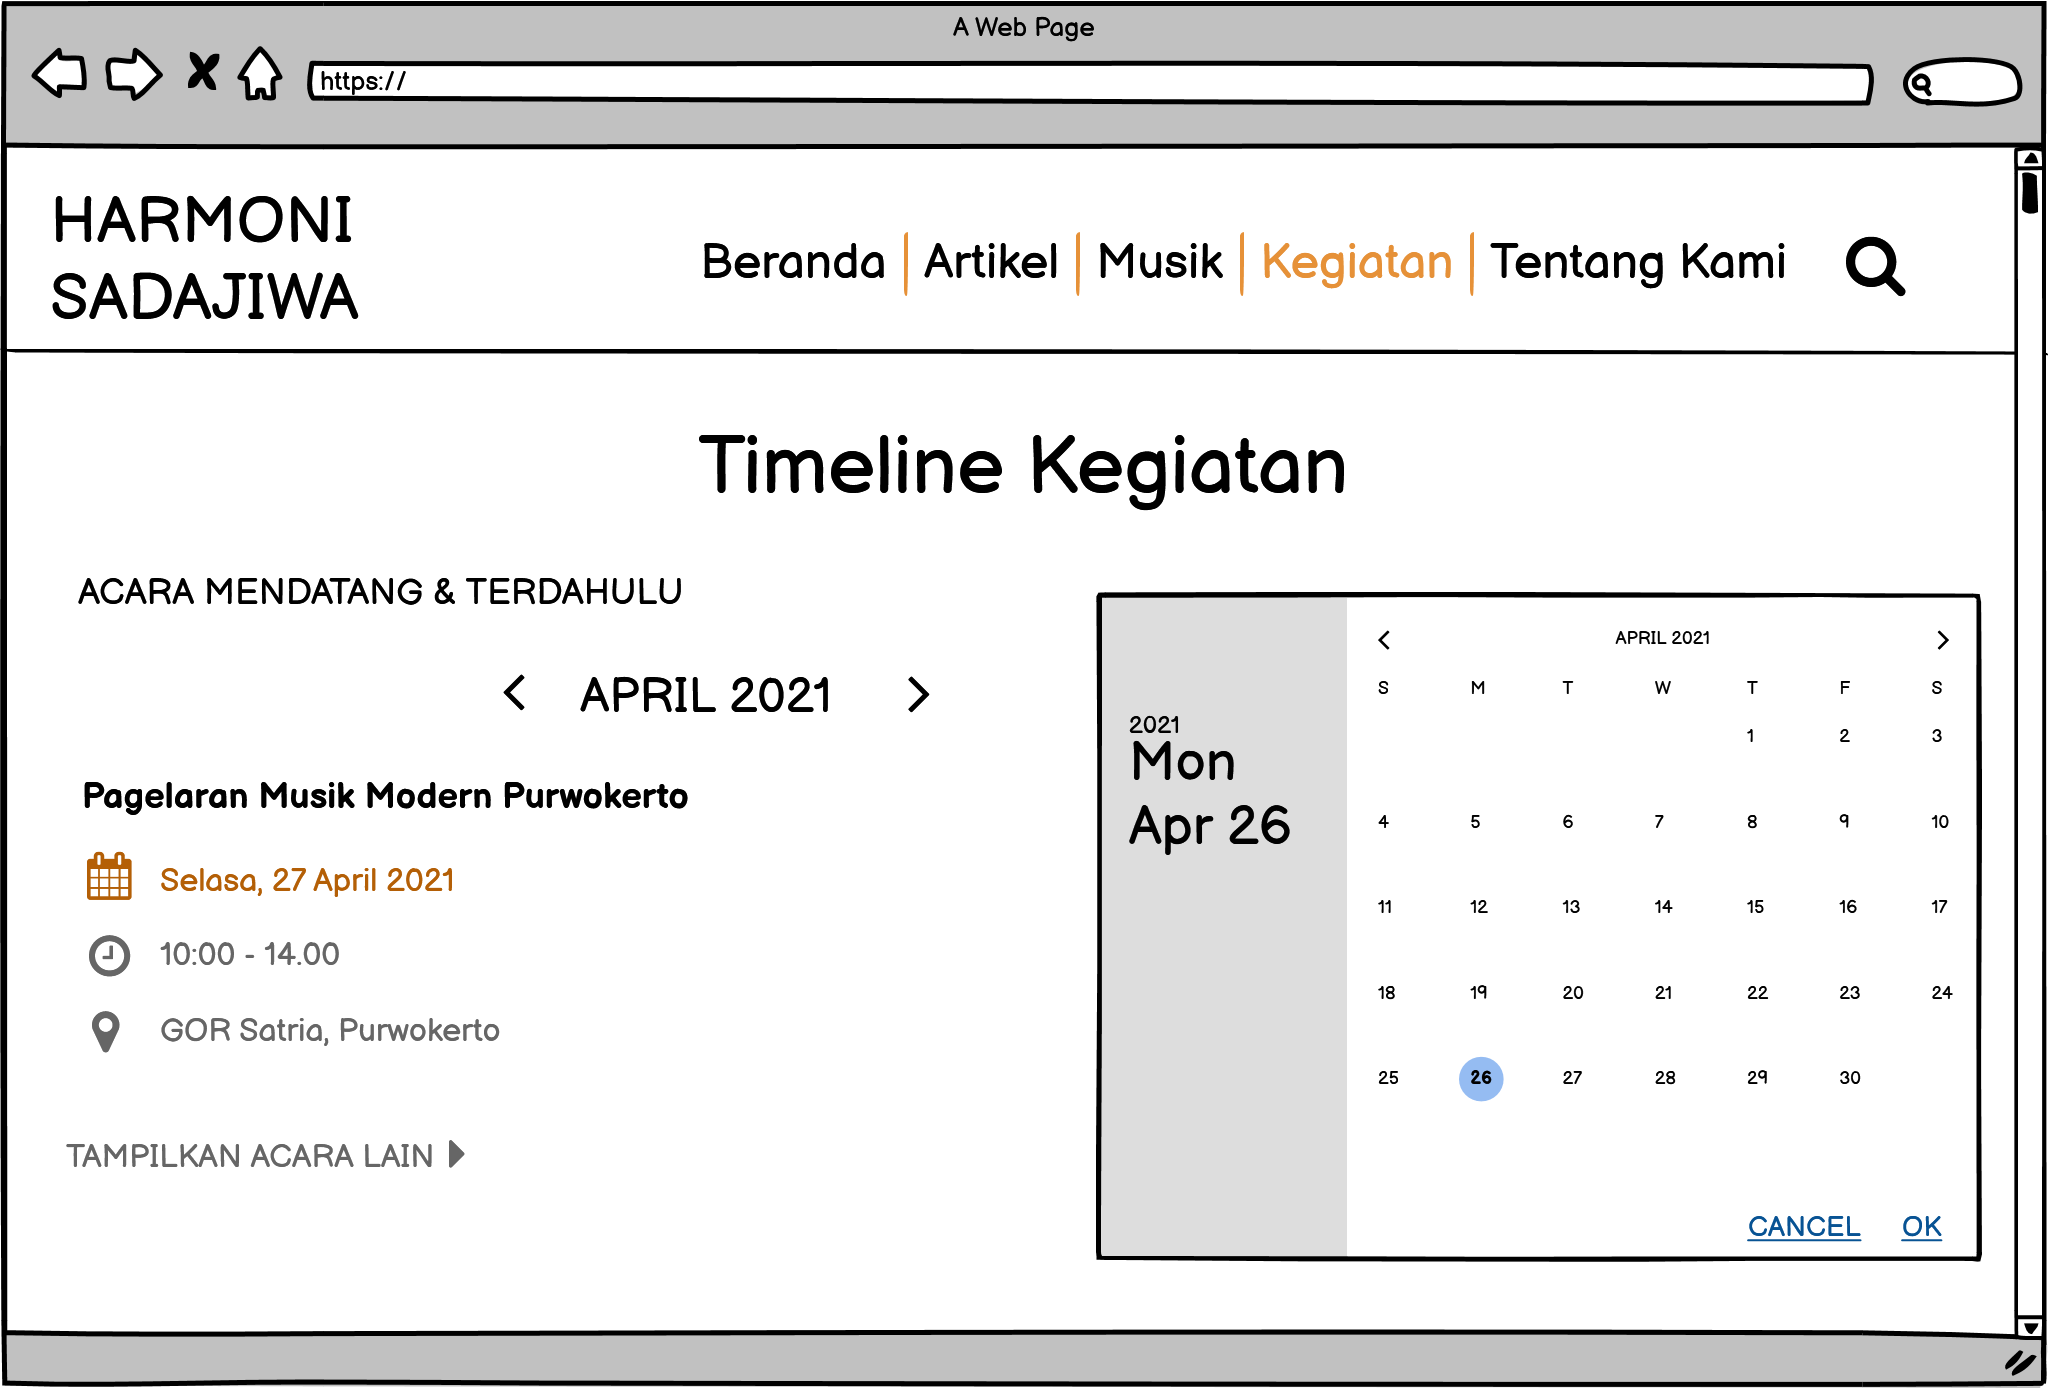 A Web Page
https://
HARMONI
SADAJIWA
Beranda Artikel Musik Kegiatan Tentang Kami
Timeline Kegiatan
ACARA MENDATANG & TERDAHULU
APRIL 2021
Pagelaran Musik Modern Purwokerto
Selasa, 27 April 2021
10:00 - 14.00
GOR Satria, Purwokerto
TAMPILKAN ACARA LAIN
2021
Mon
Apr 26
APRIL 2021
S M T W T F S
1 2 3
4 5 6 7 8 9 10
11 12 13 14 15 16 17
18 19 20 21 22 23 24
25 26 27 28 29 30
CANCEL OK